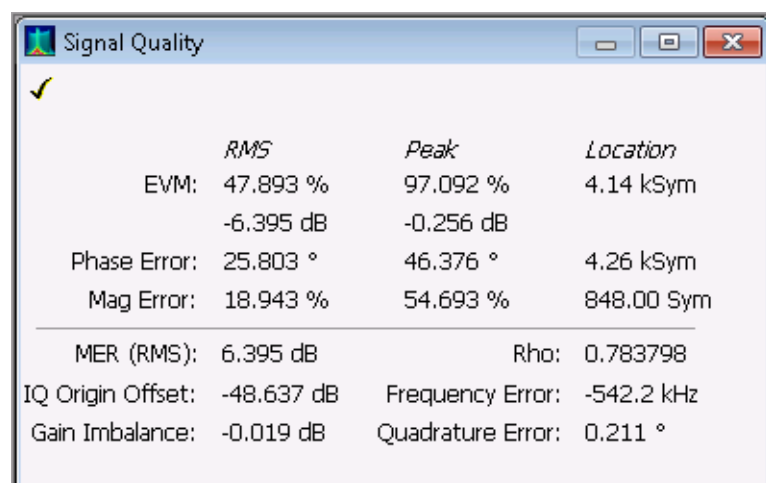 Signal Quality
RMS Peak Location
EVM: 47.893 % 97.092 % 4.14 kSym
-6.395 dB -0.256 dB
Phase Error: 25.803 ° 46.376 ° 4.26 kSym
Mag Error: 18.943 % 54.693 % 848.00 Sym
MER (RMS): 6.395 dB Rho: 0.783798
IQ Origin Offset: -48.637 dB Frequency Error: -542.2 kHz
Gain Imbalance: -0.019 dB Quadrature Error: 0.211 °